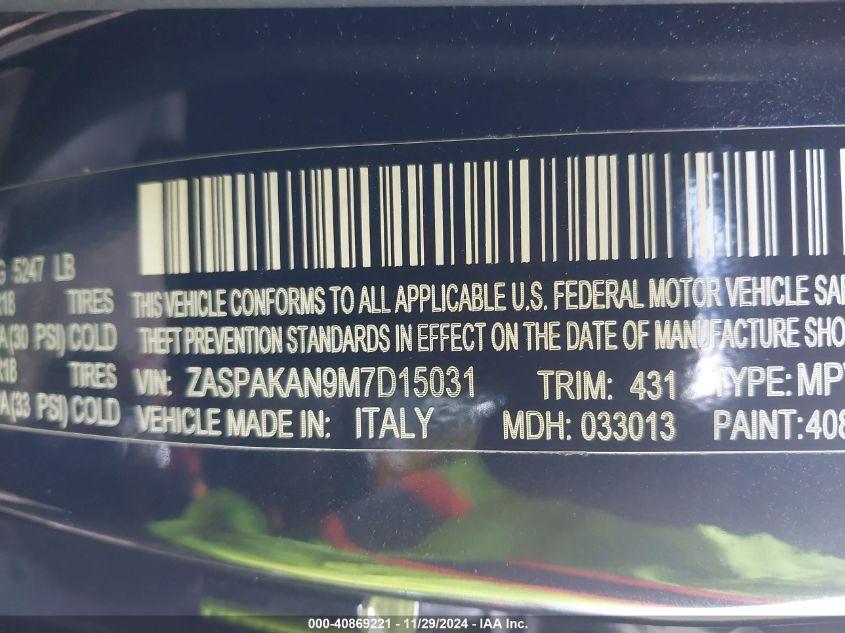 G 5247 LB
R18 TIRES
A(30 PSI) COLD
R18 TIRES
A(33 PSI) COLD
THIS VEHICLE CONFORMS TO ALL APPLICABLE U.S. FEDERAL MOTOR VEHICLE SA
THEFT PREVENTION STANDARDS IN EFFECT ON THE DATE OF MANUFACTURE SHO
VIN: ZASPAKAN9M7D15031 TRIM: 431 TYPE: MP
VEHICLE MADE IN: ITALY MDH: 033013 PAINT: 408
000-40869221 - 11/29/2024 - IAA Inc.